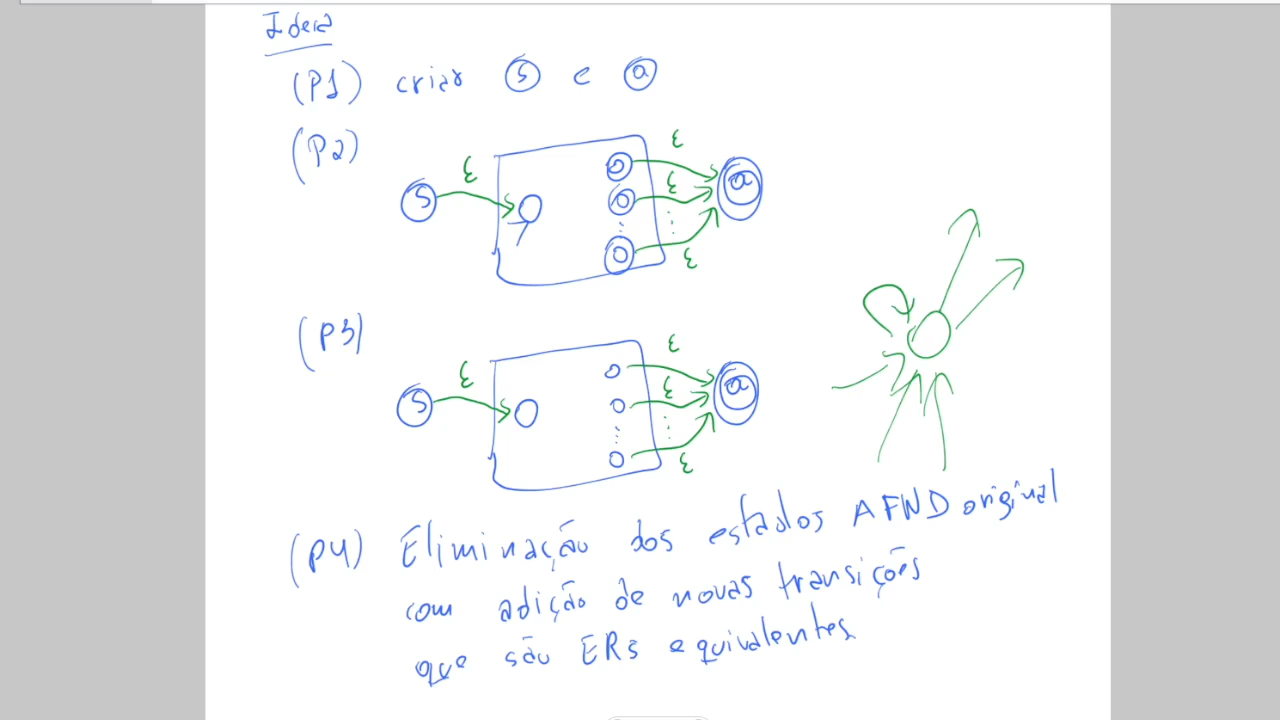 Ideia
(P1) criar s e a
(P2)
ε
ε
s
ε
a
ε
(P3)
ε
ε
s
ε
a
ε
(P4) Eliminação dos estados AFND original
com adição de novas transições
que são ERs equivalentes